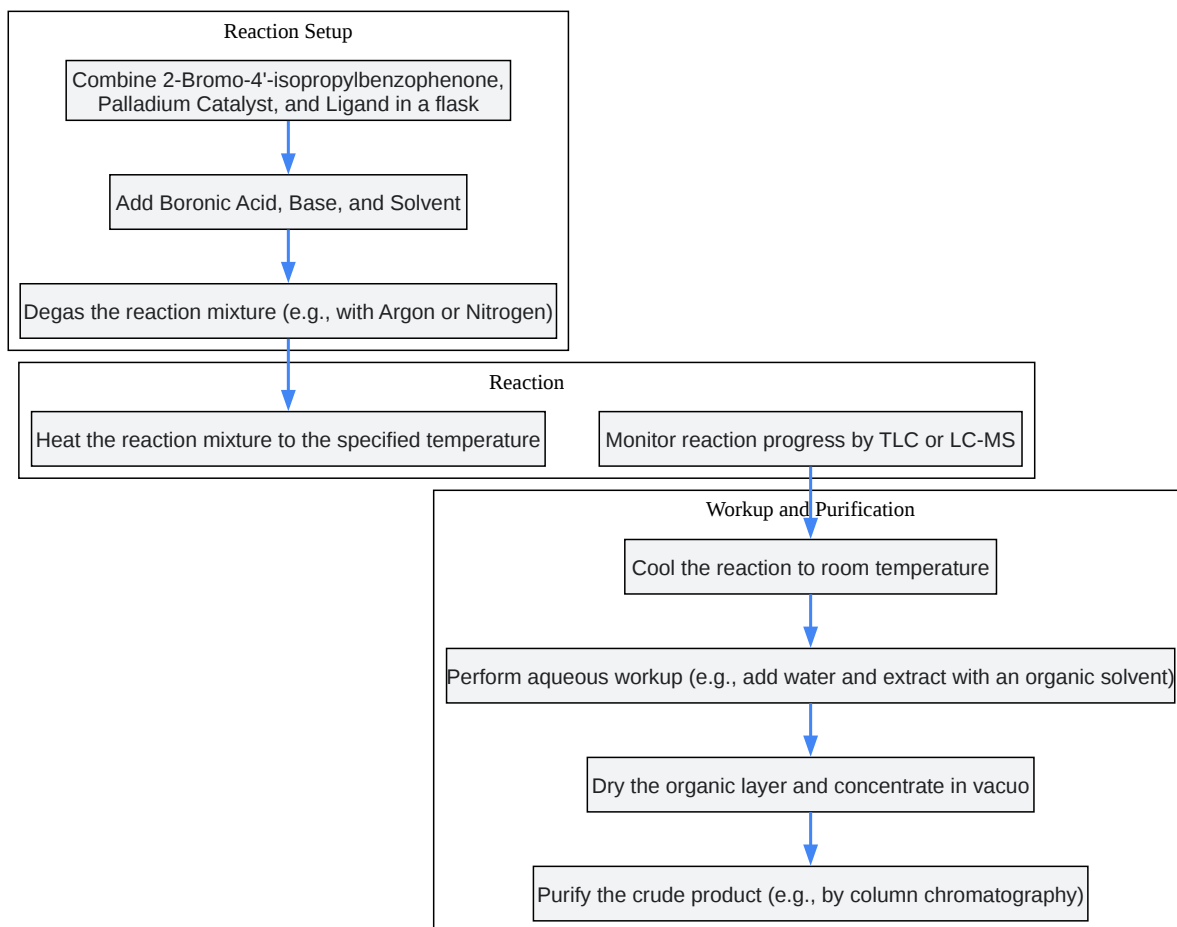 Reaction Setup
Combine 2-Bromo-4'-isopropylbenzophenone,
Palladium Catalyst, and Ligand in a flask
Add Boronic Acid, Base, and Solvent
Degas the reaction mixture (e.g., with Argon or Nitrogen)
Reaction
Heat the reaction mixture to the specified temperature
Monitor reaction progress by TLC or LC-MS
Workup and Purification
Cool the reaction to room temperature
Perform aqueous workup (e.g., add water and extract with an organic solvent)
Dry the organic layer and concentrate in vacuo
Purify the crude product (e.g., by column chromatography)